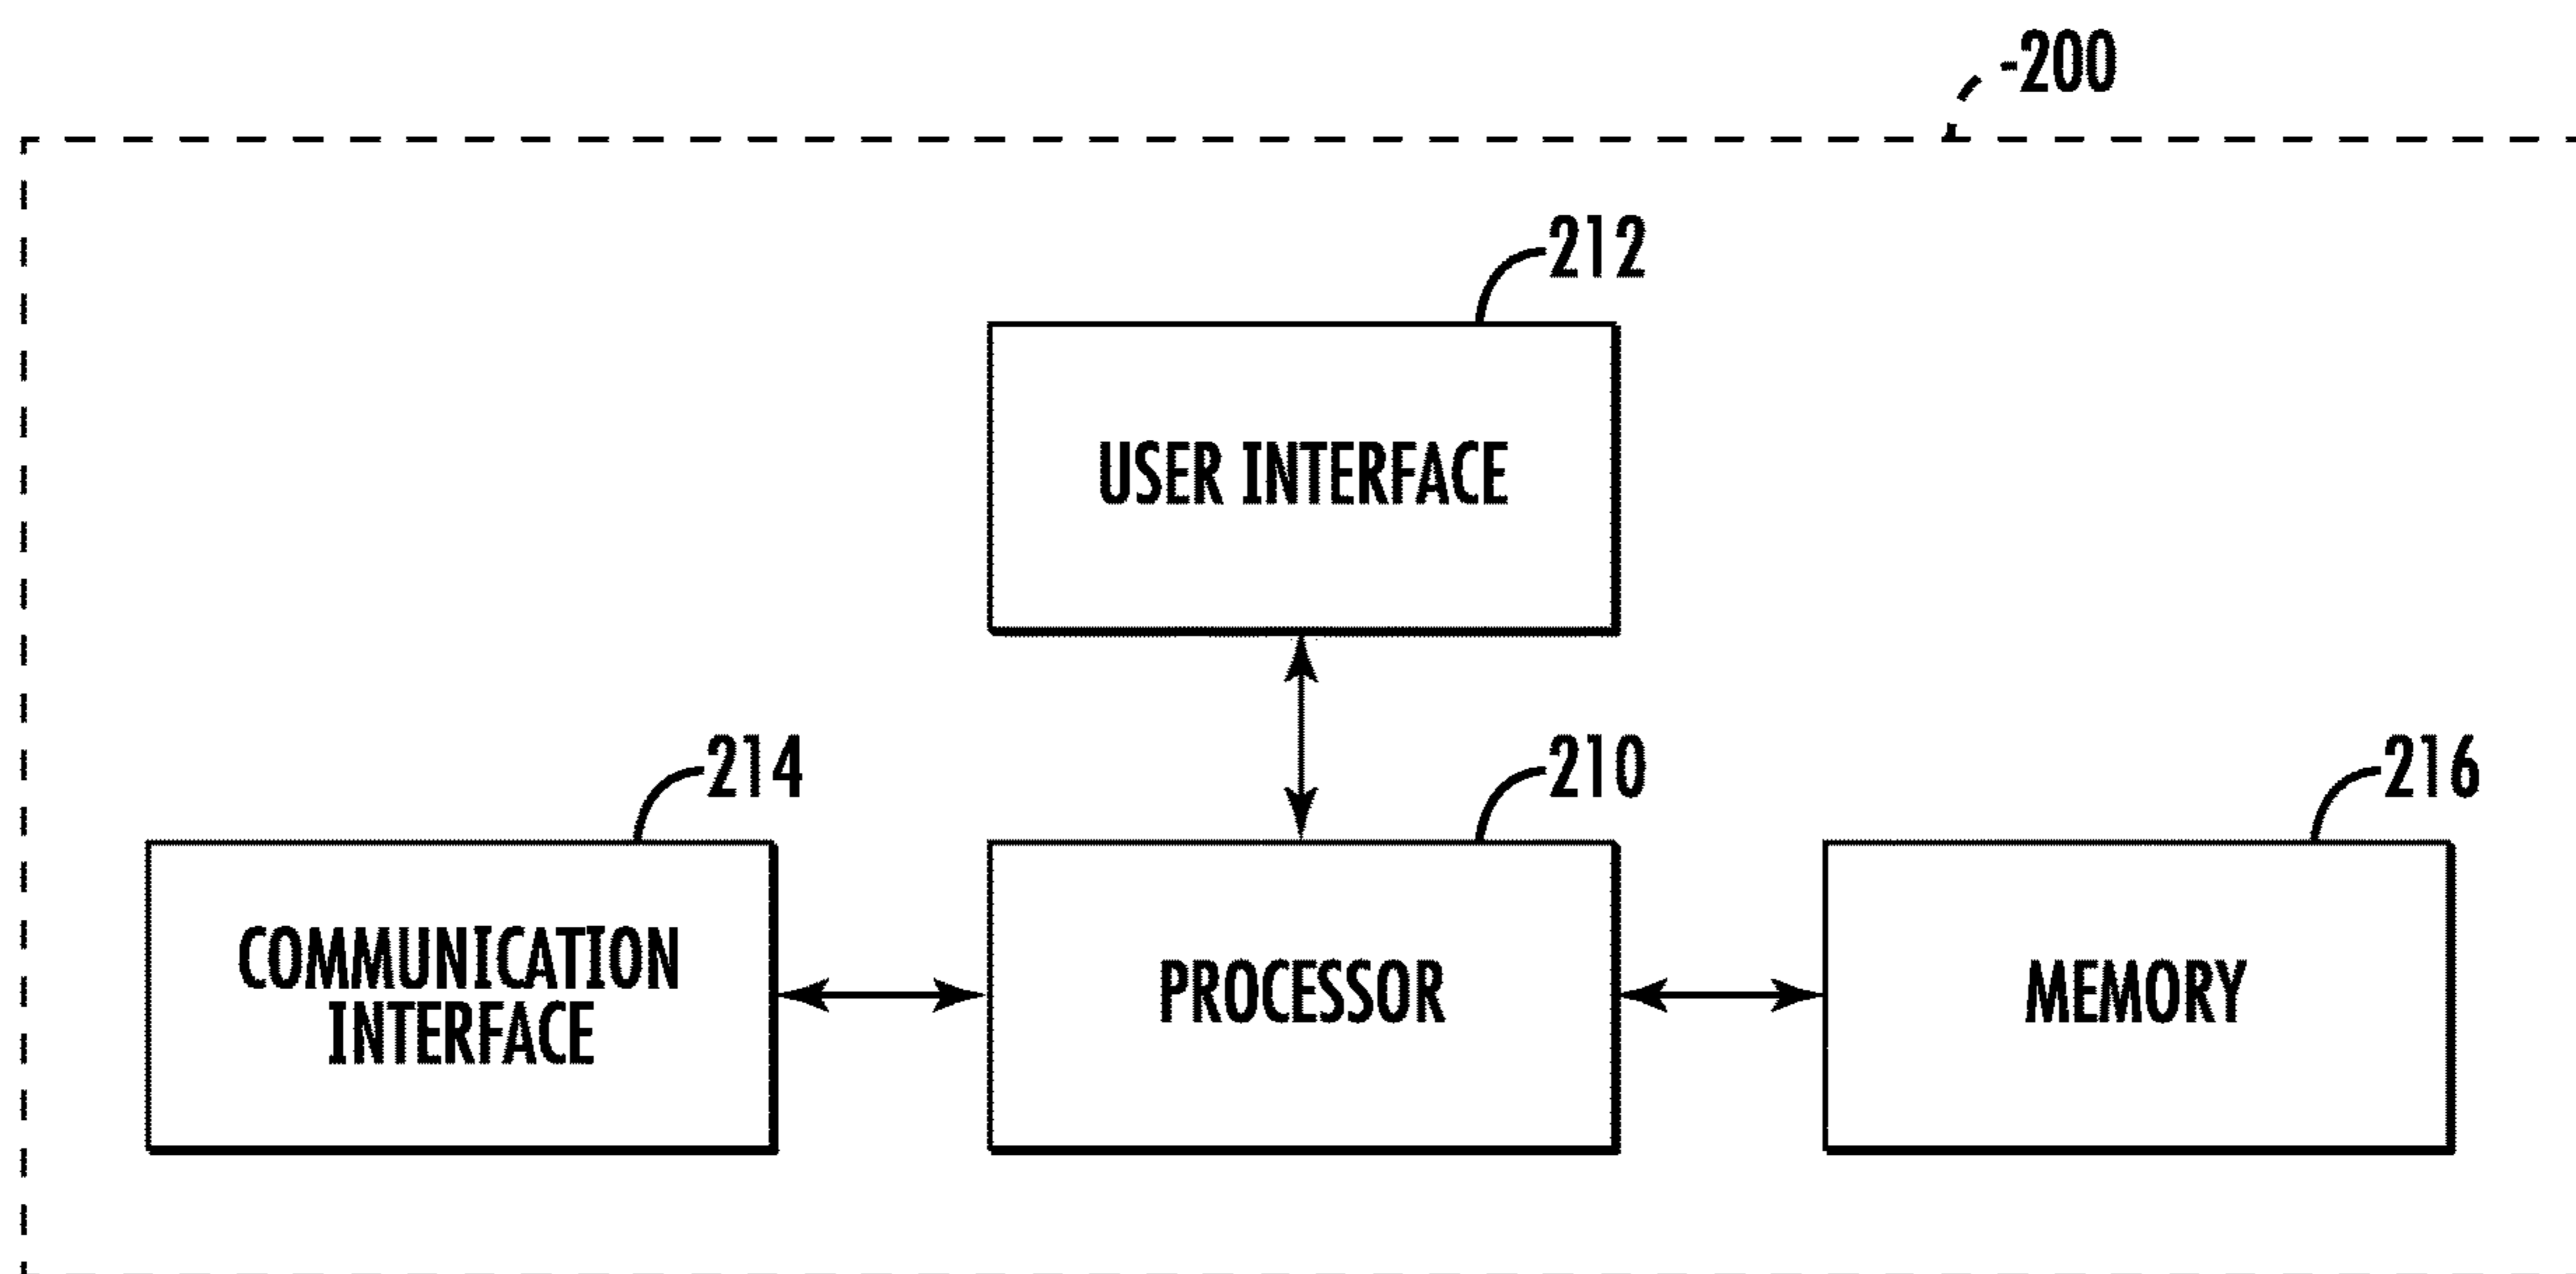 -200
212
USER INTERFACE
214
210
216
COMMUNICATION
INTERFACE
PROCESSOR
MEMORY